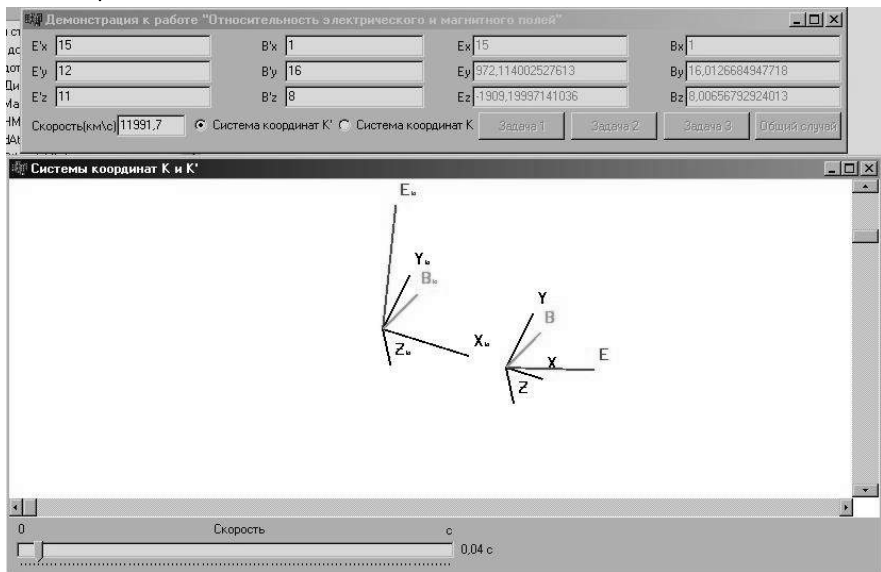 Демонстрация к работе "Относительность электрического и магнитного полей"
E'x 15 B'x 1 Ex 15 Bx 1
E'y 12 B'y 16 Ey 972,114002527613 By 16,0126684947718
E'z 11 B'z 8 Ez -1909,19997141036 Bz 8,00656792924013
Скорость(км\с) 11991,7 Система координат K' Система координат K Задача 1 Задача 2 Задача 3 Общий случай
Системы координат K и K'
E
Y
B
X
Z
Y
B
X E
Z
0 Скорость c
0,04 c